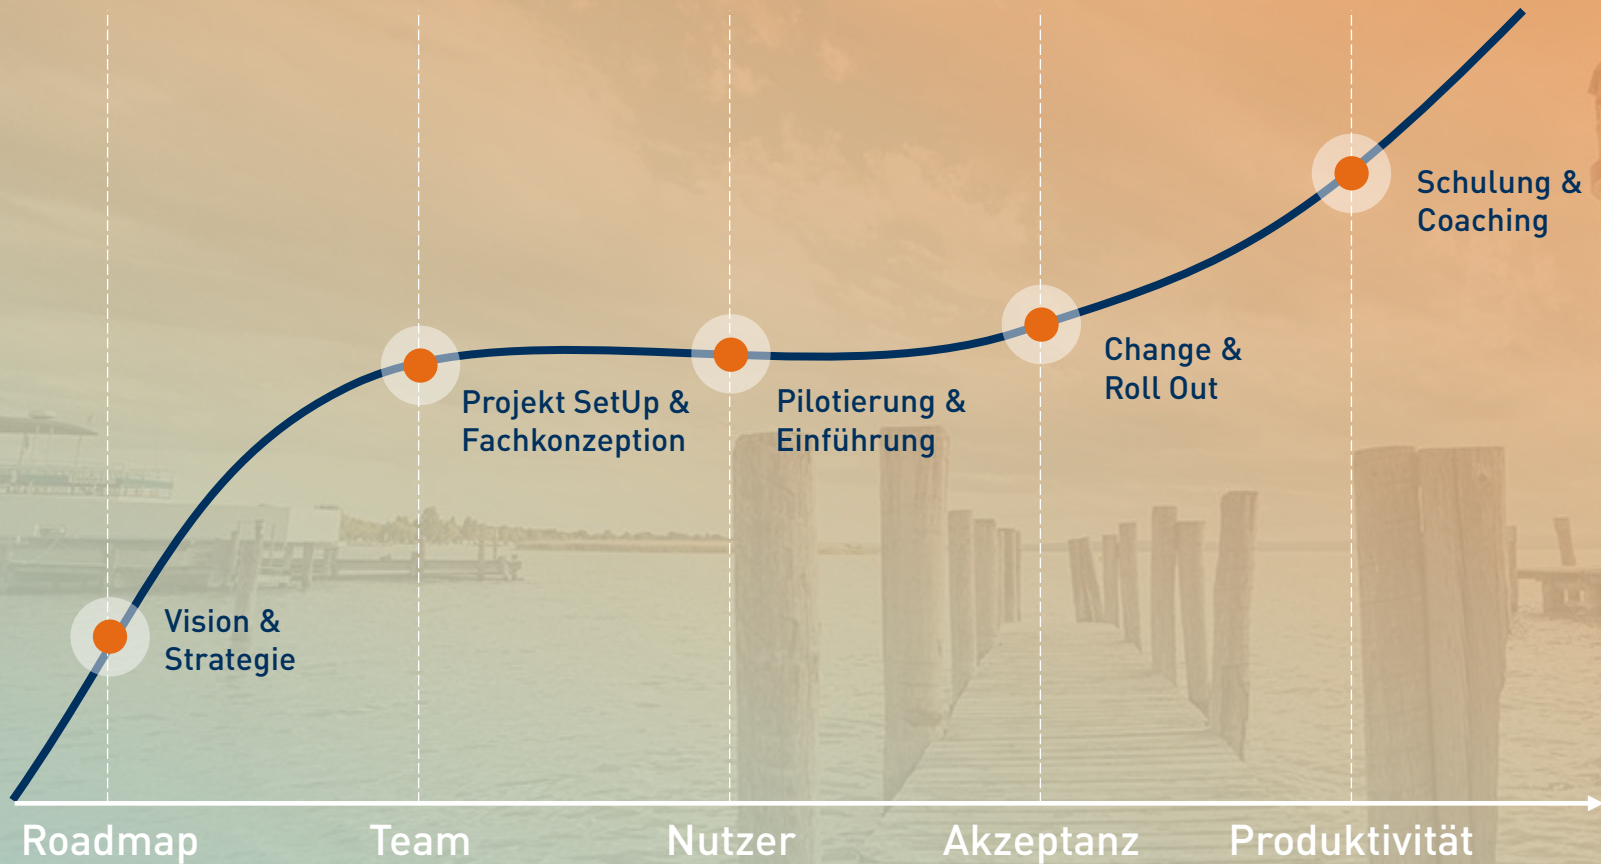 Schulung &
Coaching
Change &
Roll Out
Projekt SetUp &
Fachkonzeption
Pilotierung &
Einführung
Vision &
Strategie
Roadmap
Team
Nutzer
Akzeptanz
Produktivität